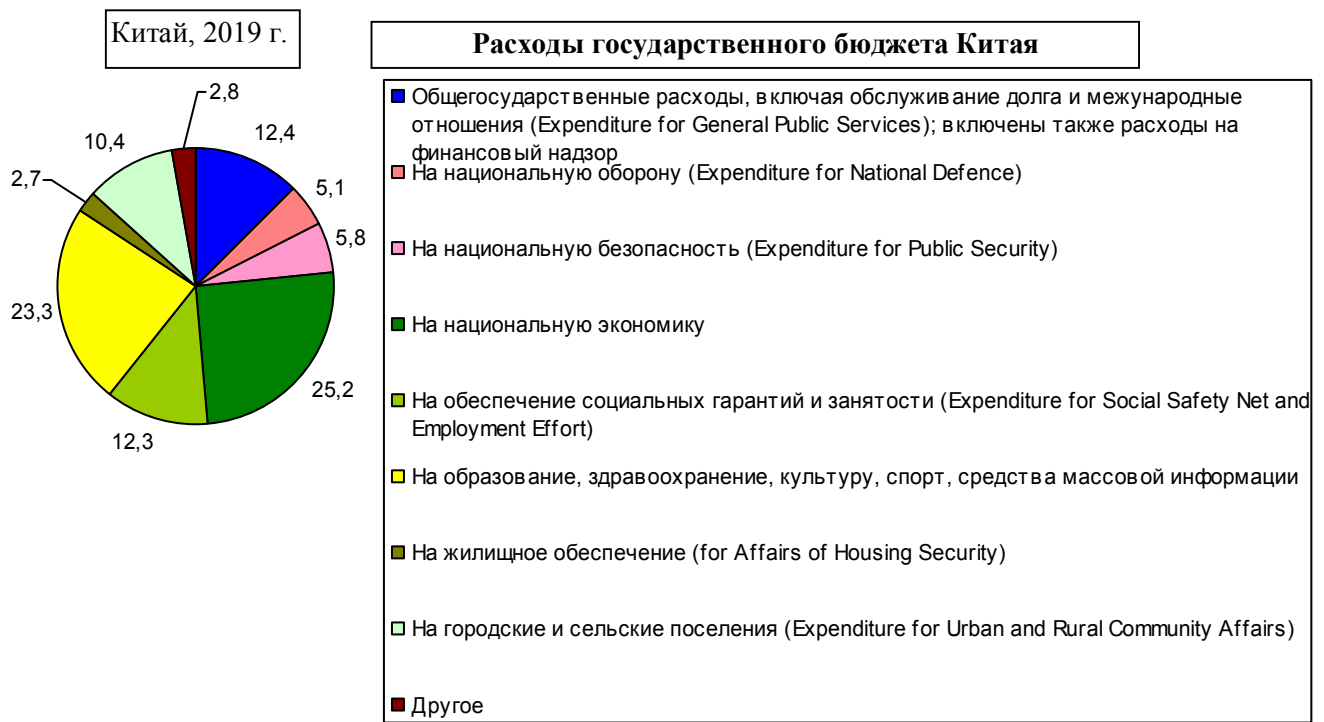 Китай, 2019 г.
Расходы государственного бюджета Китая
2,8
12,4
10,4
5,1
2,7
5,8
23,3
25,2
12,3
Общегосударственные расходы, включая обслуживание долга и межународные
отношения (Expenditure for General Public Services); включены также расходы на
финансовый надзор
На национальную оборону (Expenditure for National Defence)
На национальную безопасность (Expenditure for Public Security)
На национальную экономику
На обеспечение социальных гарантий и занятости (Expenditure for Social Safety Net and
Employment Effort)
На образование, здравоохранение, культуру, спорт, средства массовой информации
На жилищное обеспечение (for Affairs of Housing Security)
На городские и сельские поселения (Expenditure for Urban and Rural Community Affairs)
Другое